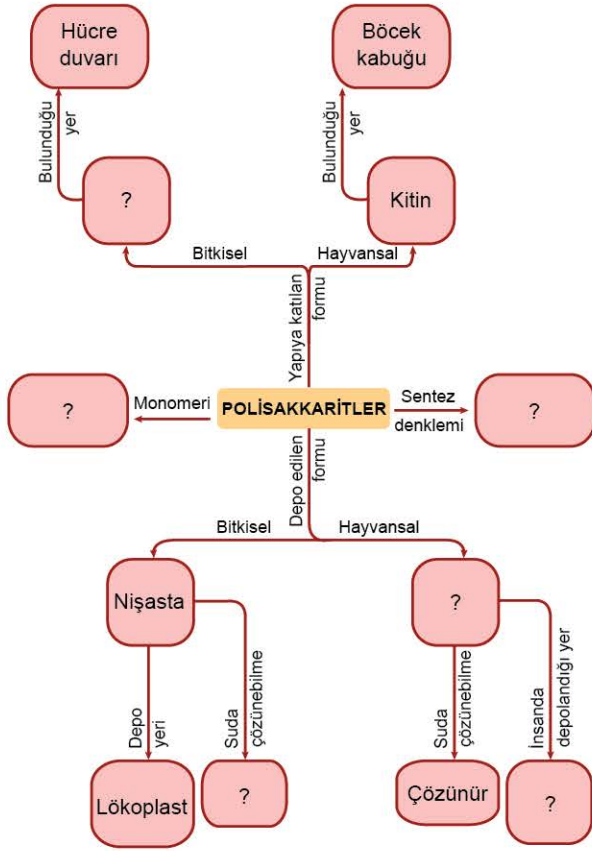 Hücre
duvarı
Böcek
kabuğu
Bulunduğu
yer
Bulunduğu
yer
?
Kitin
Bitkisel
Hayvansal
Yapıya katılan
formu
?
Monomeri
POLİSAKKARİTLER
Sentez
denklemi
?
Depo edilen
formu
Bitkisel
Hayvansal
Nişasta
?
Depo
yeri
Suda
çözünebilme
Suda
çözünebilme
İnsanda
depolandığı yer
Lökoplast
?
Çözünür
?